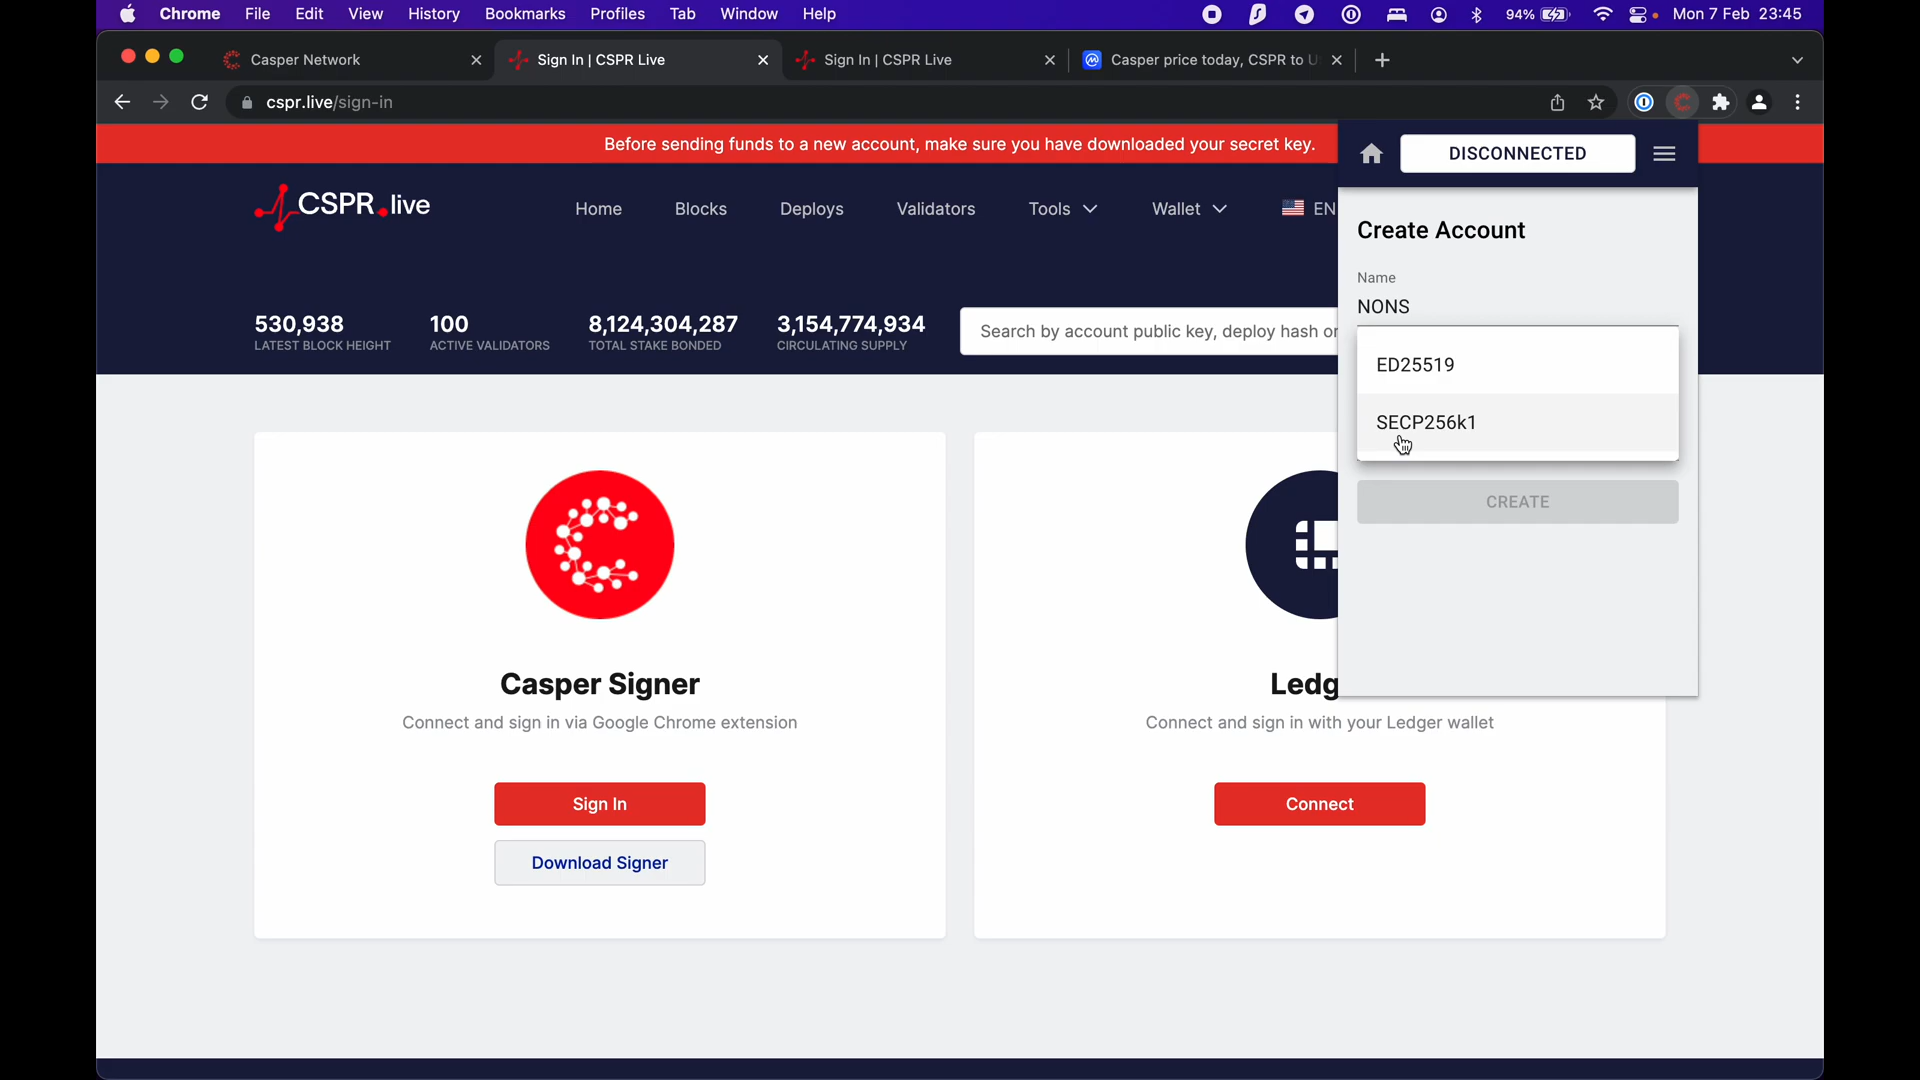 Chrome File Edit View History Bookmarks Profiles Tab Window Help 94% Mon 7 Feb 23:45
Casper Network Sign In | CSPR Live Sign In | CSPR Live Casper price today, CSPR to U
cspr.live/sign-in
Before sending funds to a new account, make sure you have downloaded your secret key.
CSPR.live Home Blocks Deploys Validators Tools Wallet EN
530,938 100 8,124,304,287 3,154,774,934
LATEST BLOCK HEIGHT ACTIVE VALIDATORS TOTAL STAKE BONDED CIRCULATING SUPPLY
Search by account public key, deploy hash or
DISCONNECTED
Create Account
Name
NONS
ED25519
SECP256k1
CREATE
Casper Signer
Connect and sign in via Google Chrome extension
Sign In
Download Signer
Ledg
Connect and sign in with your Ledger wallet
Connect